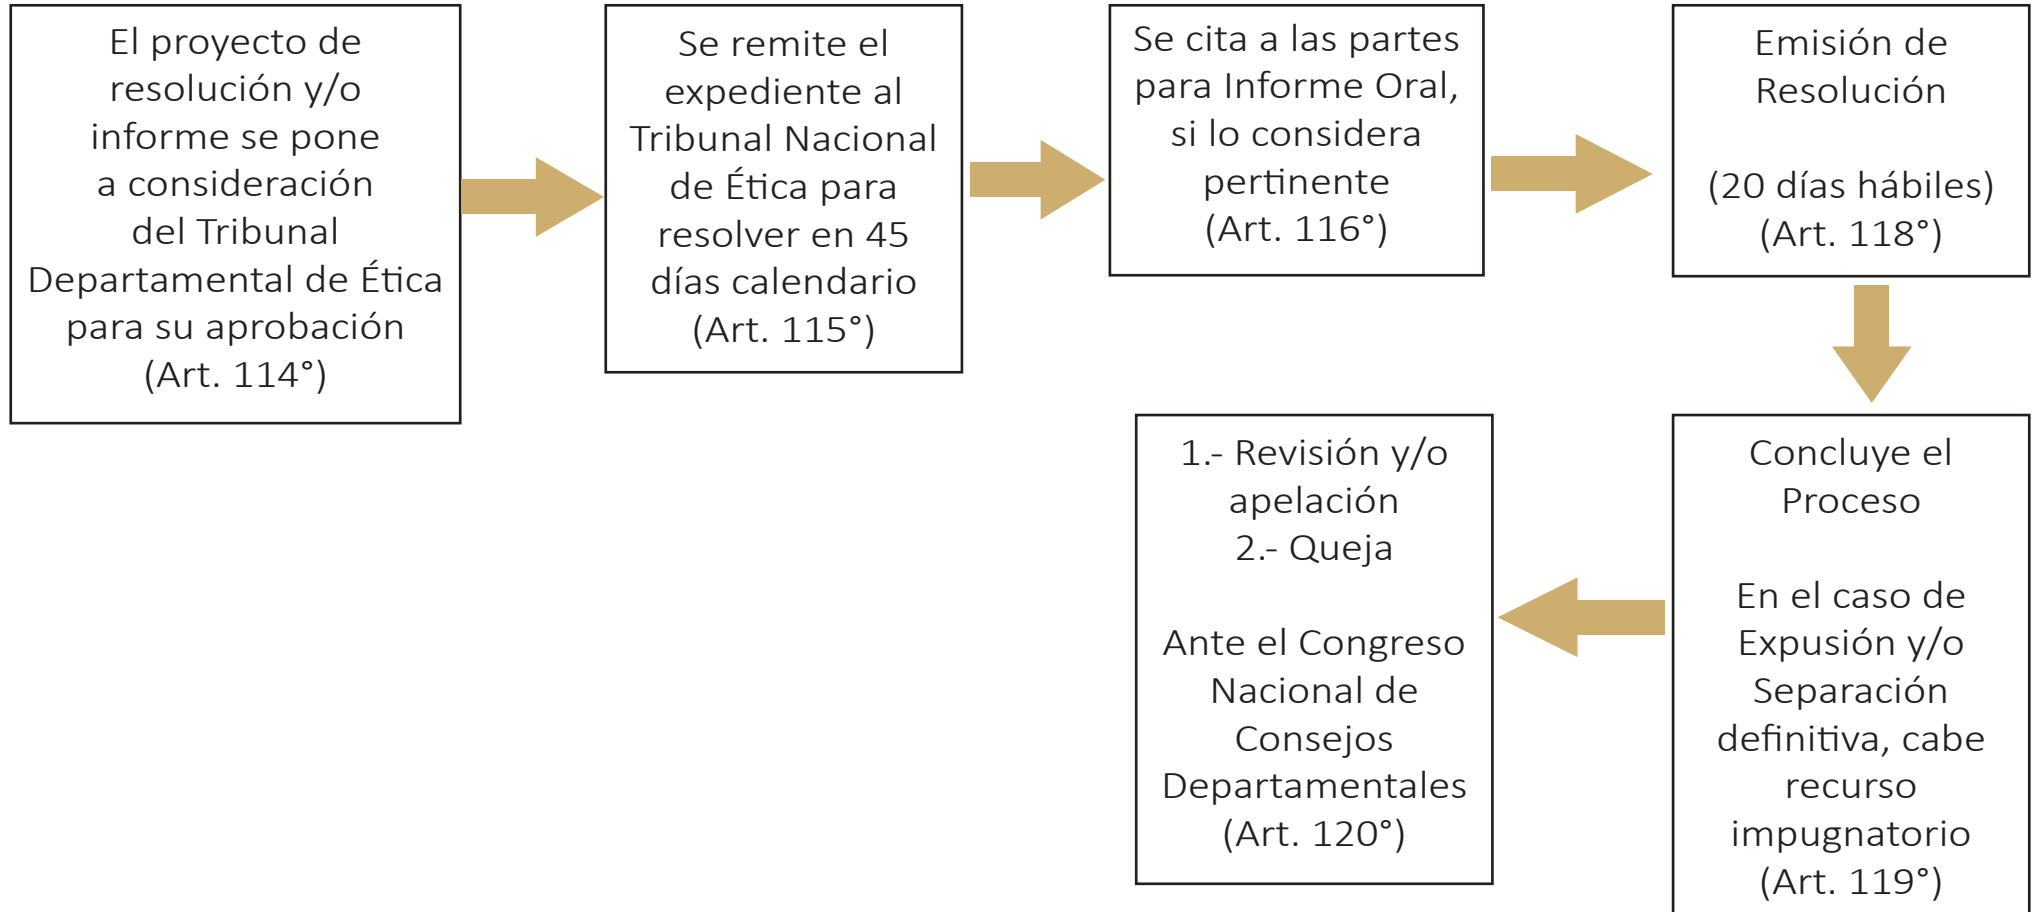 El proyecto de
resolución y/o
informe se pone
a consideración
del Tribunal
Departamental de Ética
para su aprobación
(Art. 114°)
Se remite el
expediente al
Tribunal Nacional
de Ética para
resolver en 45
días calendario
(Art. 115°)
Se cita a las partes
para Informe Oral,
si lo considera
pertinente
(Art. 116°)
Emisión de
Resolución
(20 días hábiles)
(Art. 118°)
Concluye el
Proceso
En el caso de
Expusión y/o
Separación
definitiva, cabe
recurso
impugnatorio
(Art. 119°)
1.- Revisión y/o
apelación
2.- Queja
Ante el Congreso
Nacional de
Consejos
Departamentales
(Art. 120°)